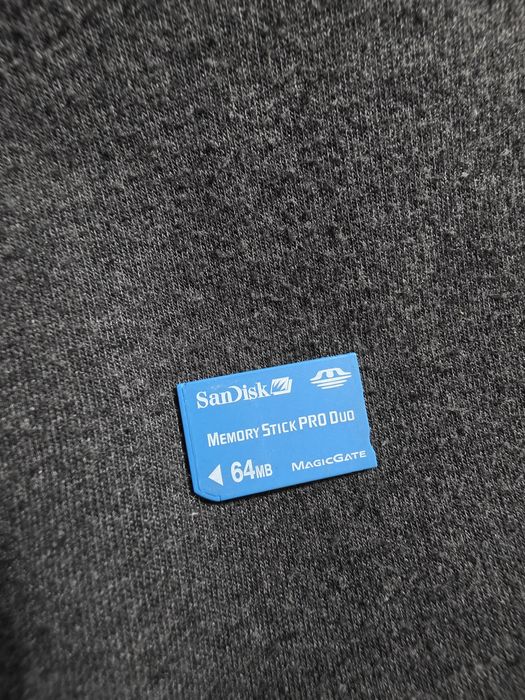 SanDisk
MEMORY STICK PRO DUO
64MB MAGICGATE